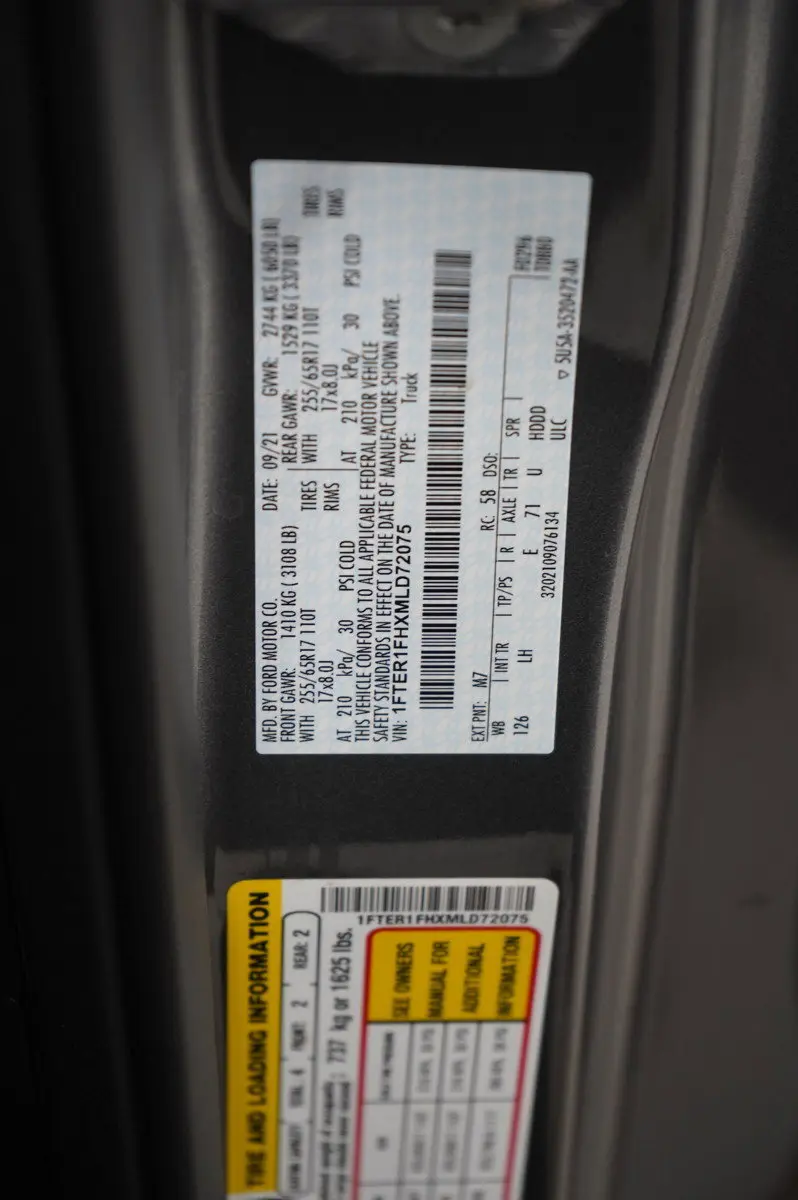 MFD. BY FORD MOTOR CO. DATE: 09/21 GVWR: 2744 KG ( 6050 LB)
FRONT GAWR: 1410 KG ( 3108 LB) REAR GAWR: 1529 KG ( 3370 LB)
WITH 255/65R17 110T TIRES WITH 255/65R17 110T TIRES
17x8.0J RIMS 17x8.0J RIMS
AT 210 kPa/ 30 PSI COLD AT 210 kPa/ 30 PSI COLD
THIS VEHICLE CONFORMS TO ALL APPLICABLE FEDERAL MOTOR VEHICLE
SAFETY STANDARDS IN EFFECT ON THE DATE OF MANUFACTURE SHOWN ABOVE.
VIN: 1FTER1FHXMLD72075 TYPE: Truck
EXT PNT: M7 RC: 58 DSO:
WB INT TR TP/PS R AXLE TR SPR
126 LH E 71 U HDDD
3202109076134 ULC
▽ SU5A-3520472-AA
TIRE AND LOADING INFORMATION
TOTAL 4 FRONT: 2 REAR: 2
737 kg or 1625 lbs.
1FTER1FHXMLD72075
SEE OWNERS
MANUAL FOR
ADDITIONAL
INFORMATION